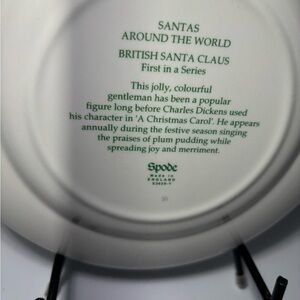 SANTAS
AROUND THE WORLD
BRITISH SANTA CLAUS
First in a Series
This jolly, colourful
gentleman has been a popular
figure long before Charles Dickens used
his character in 'A Christmas Carol'. He appears
annually during the festive season singing
the praises of plum pudding while
spreading joy and merriment.
Spode
MADE IN
ENGLAND